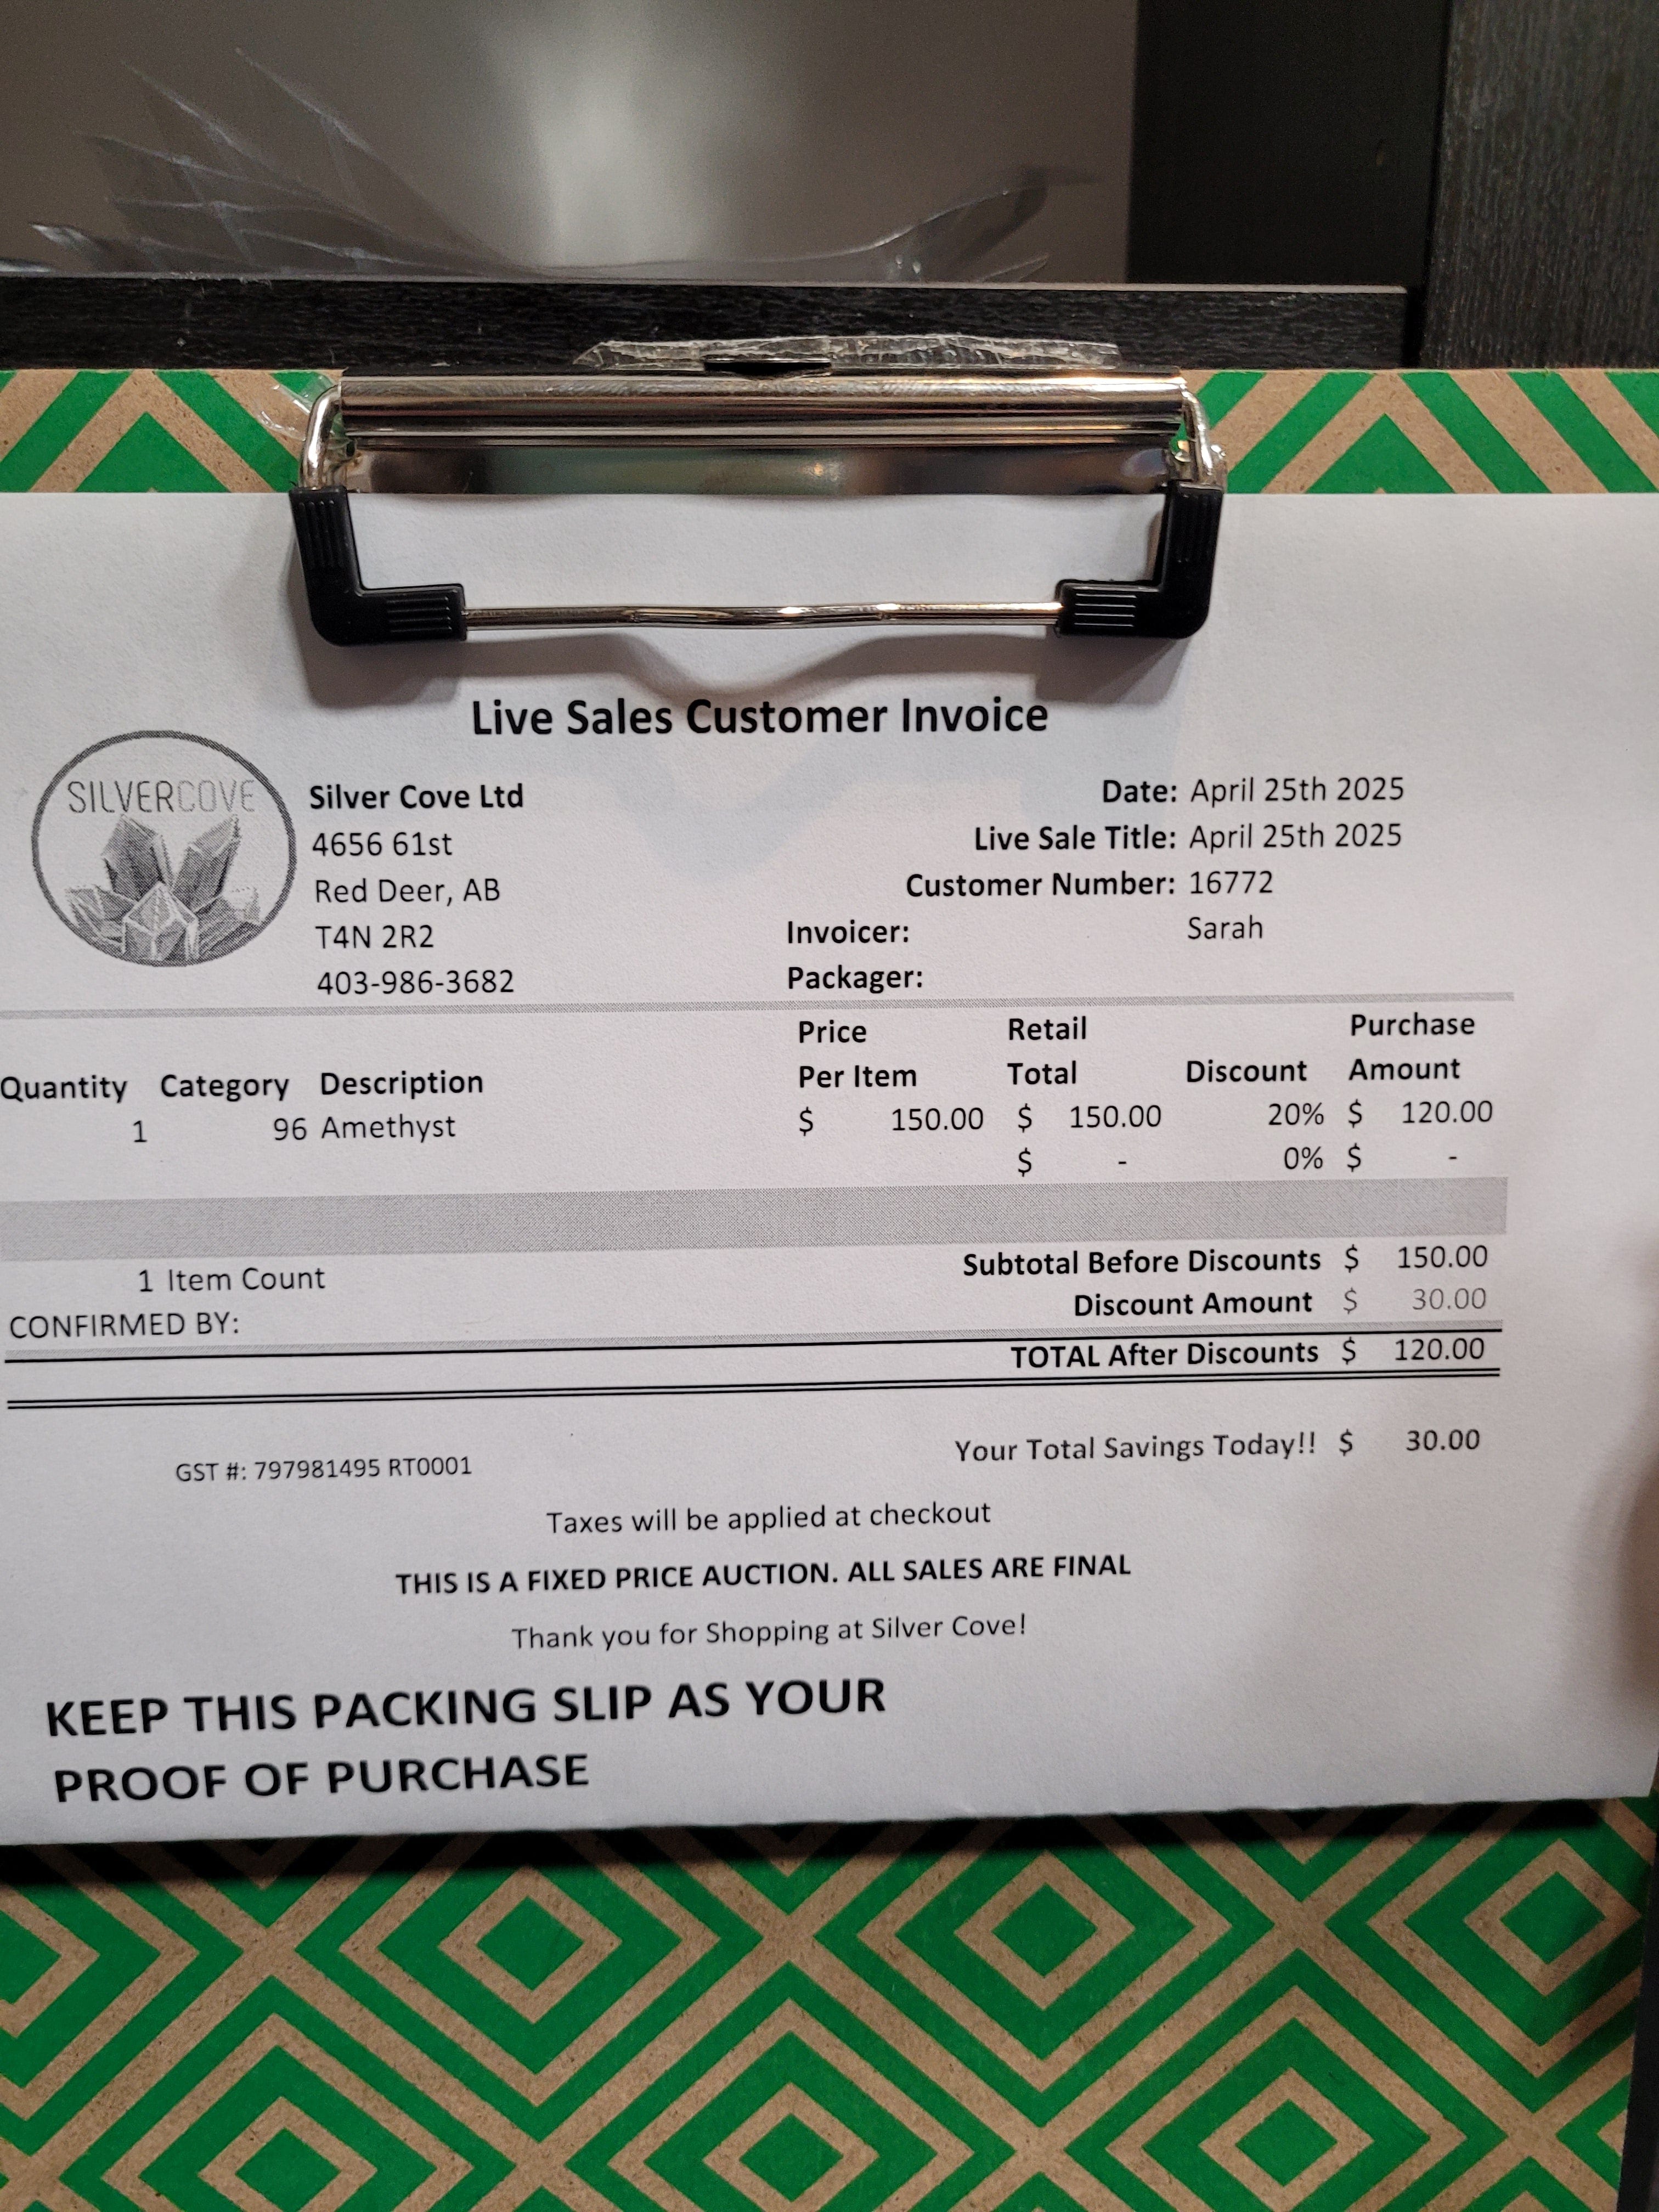 Live Sales Customer Invoice
SILVERCOVE
Silver Cove Ltd
4656 61st
Red Deer, AB
T4N 2R2
403-986-3682
Date: April 25th 2025
Live Sale Title: April 25th 2025
Customer Number: 16772
Invoicer: Sarah
Packager:
Quantity Category Description Price Per Item Retail Total Discount Purchase Amount
1 96 Amethyst $ 150.00 $ 150.00 20% $ 120.00
$ - 0% $ -
1 Item Count
CONFIRMED BY:
Subtotal Before Discounts $ 150.00
Discount Amount $ 30.00
TOTAL After Discounts $ 120.00
Your Total Savings Today!! $ 30.00
GST #: 797981495 RT0001
Taxes will be applied at checkout
THIS IS A FIXED PRICE AUCTION. ALL SALES ARE FINAL
Thank you for Shopping at Silver Cove!
KEEP THIS PACKING SLIP AS YOUR
PROOF OF PURCHASE